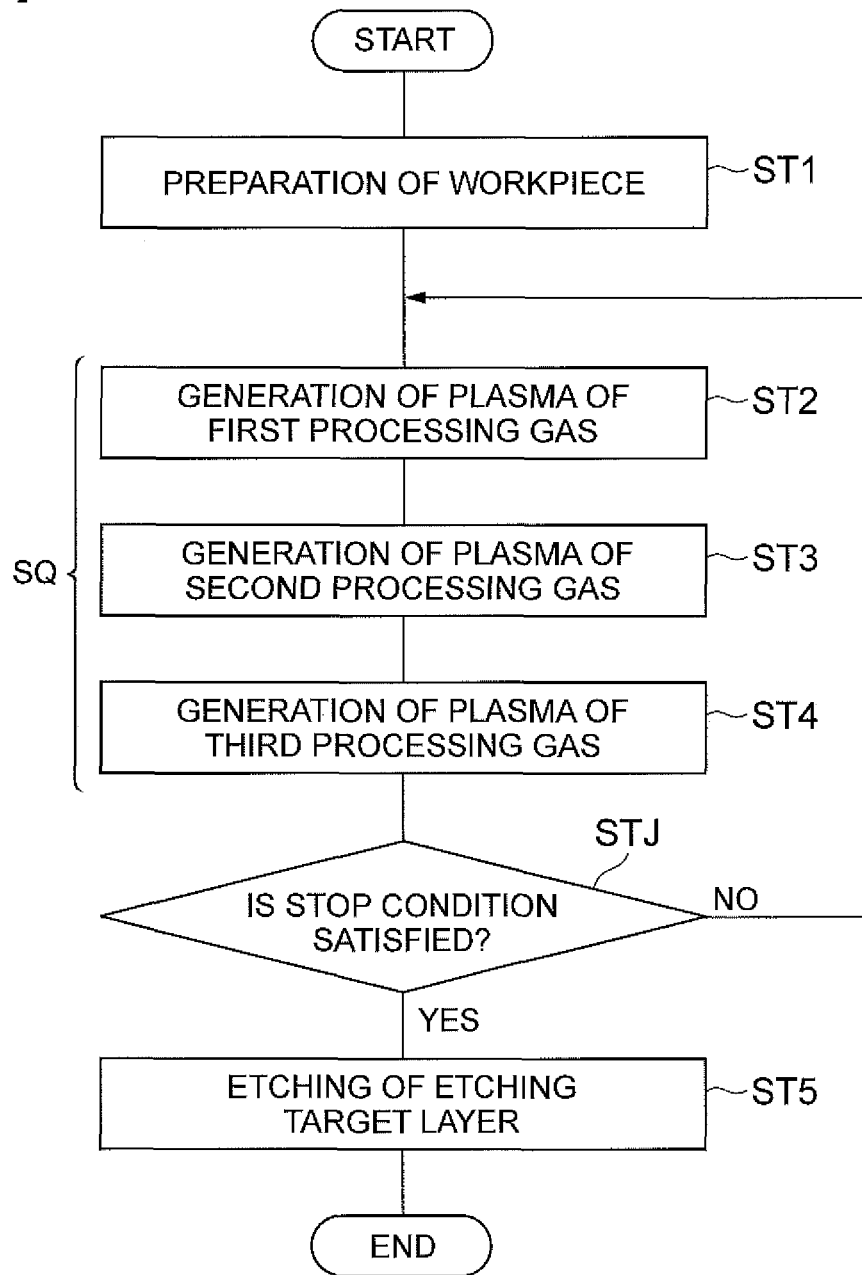 START
PREPARATION OF WORKPIECE
ST1
GENERATION OF PLASMA OF
FIRST PROCESSING GAS
ST2
SQ
GENERATION OF PLASMA OF
SECOND PROCESSING GAS
ST3
GENERATION OF PLASMA OF
THIRD PROCESSING GAS
ST4
STJ
IS STOP CONDITION
SATISFIED?
NO
YES
ETCHING OF ETCHING
TARGET LAYER
ST5
END